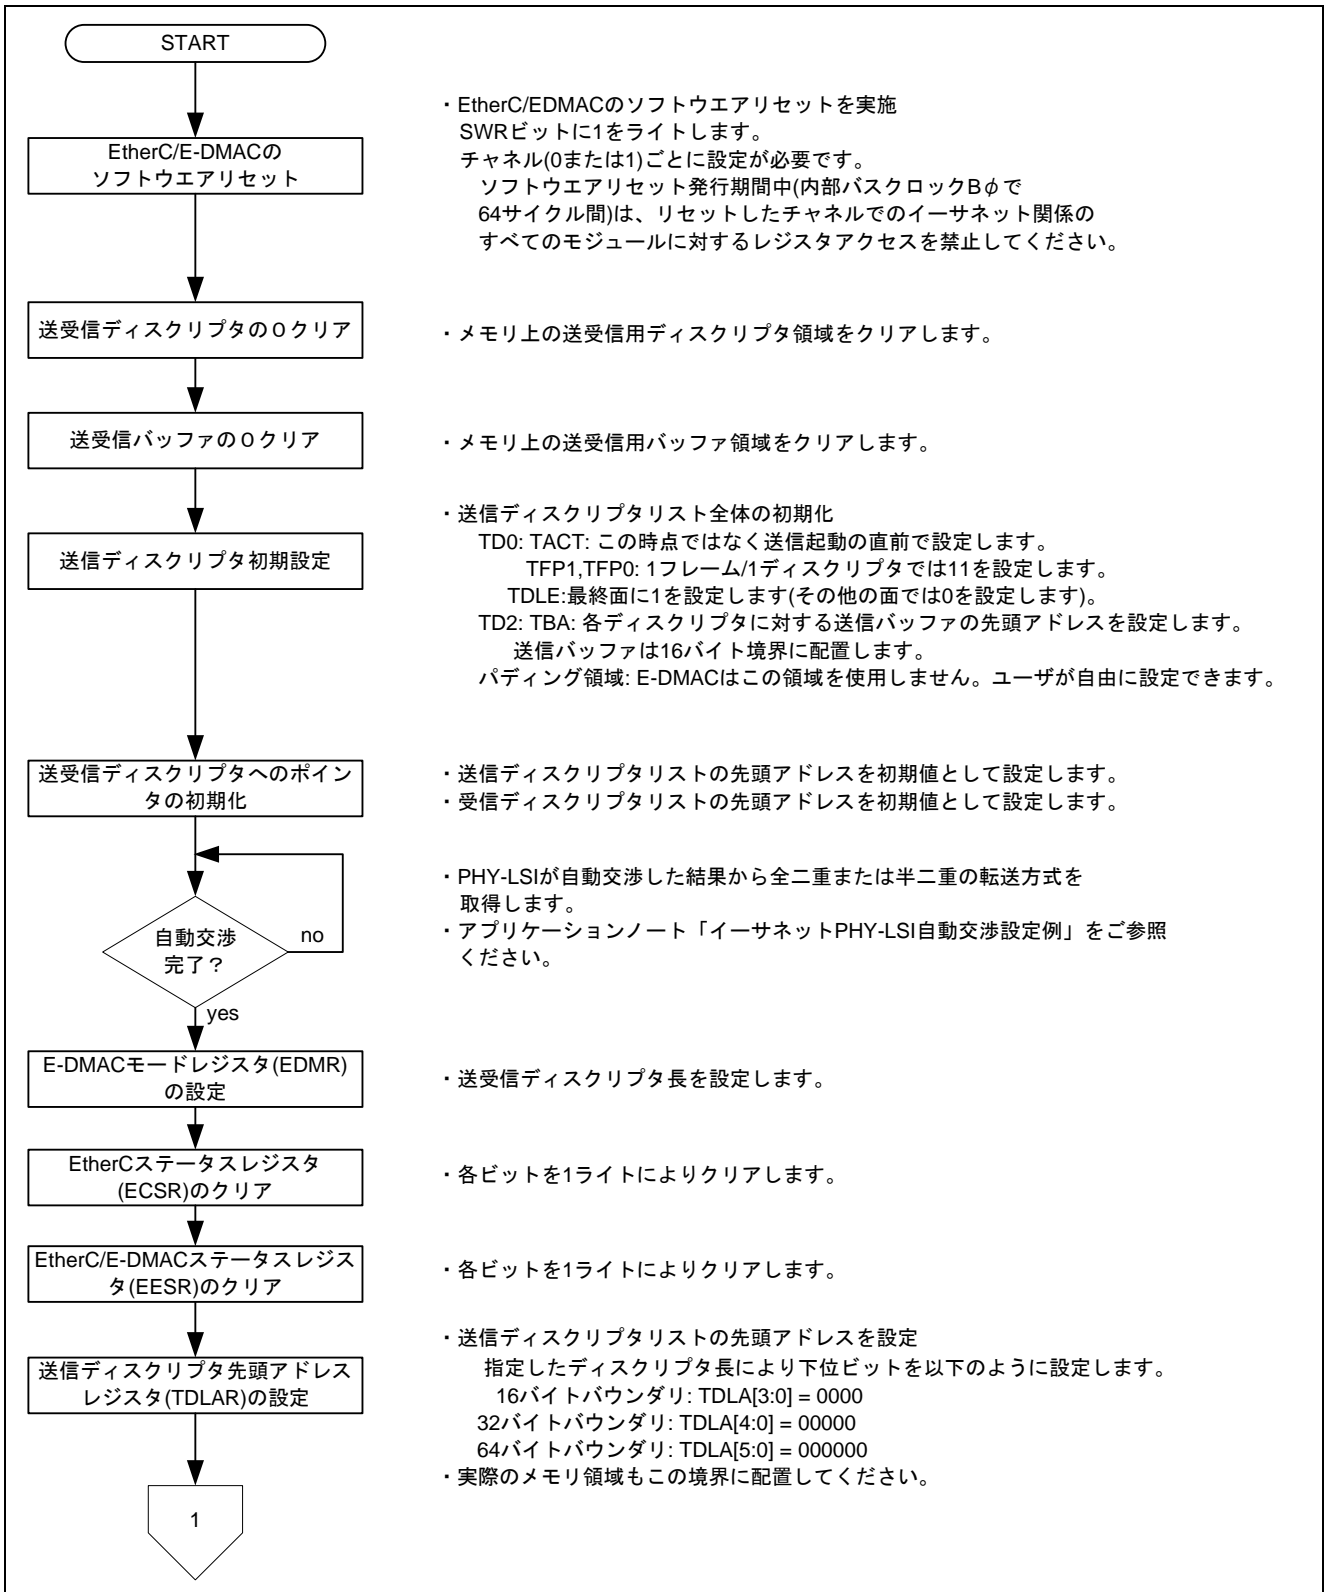 START
EtherC/E-DMACの
ソフトウエアリセット
・EtherC/EDMACのソフトウエアリセットを実施
SWRビットに1をライトします。
チャネル(0または1)ごとに設定が必要です。
ソフトウエアリセット発行期間中(内部バスクロックBφで
64サイクル間)は、リセットしたチャネルでのイーサネット関係の
すべてのモジュールに対するレジスタアクセスを禁止してください。
送受信ディスクリプタの０クリア
・メモリ上の送受信用ディスクリプタ領域をクリアします。
送受信バッファの０クリア
・メモリ上の送受信用バッファ領域をクリアします。
送信ディスクリプタ初期設定
・送信ディスクリプタリスト全体の初期化
TD0: TACT: この時点ではなく送信起動の直前で設定します。
TFP1,TFP0: 1フレーム/1ディスクリプタでは11を設定します。
TDLE:最終面に1を設定します(その他の面では0を設定します)。
TD2: TBA: 各ディスクリプタに対する送信バッファの先頭アドレスを設定します。
送信バッファは16バイト境界に配置します。
パディング領域: E-DMACはこの領域を使用しません。ユーザが自由に設定できます。
送受信ディスクリプタへのポイン
タの初期化
・送信ディスクリプタリストの先頭アドレスを初期値として設定します。
・受信ディスクリプタリストの先頭アドレスを初期値として設定します。
自動交渉
完了？
no
yes
・PHY-LSIが自動交渉した結果から全二重または半二重の転送方式を
取得します。
・アプリケーションノート「イーサネットPHY-LSI自動交渉設定例」をご参照
ください。
E-DMACモードレジスタ(EDMR)
の設定
・送受信ディスクリプタ長を設定します。
EtherCステータスレジスタ
(ECSR)のクリア
・各ビットを1ライトによりクリアします。
EtherC/E-DMACステータスレジス
タ(EESR)のクリア
・各ビットを1ライトによりクリアします。
送信ディスクリプタ先頭アドレス
レジスタ(TDLAR)の設定
・送信ディスクリプタリストの先頭アドレスを設定
指定したディスクリプタ長により下位ビットを以下のように設定します。
16バイトバウンダリ: TDLA[3:0] = 0000
32バイトバウンダリ: TDLA[4:0] = 00000
64バイトバウンダリ: TDLA[5:0] = 000000
・実際のメモリ領域もこの境界に配置してください。
1